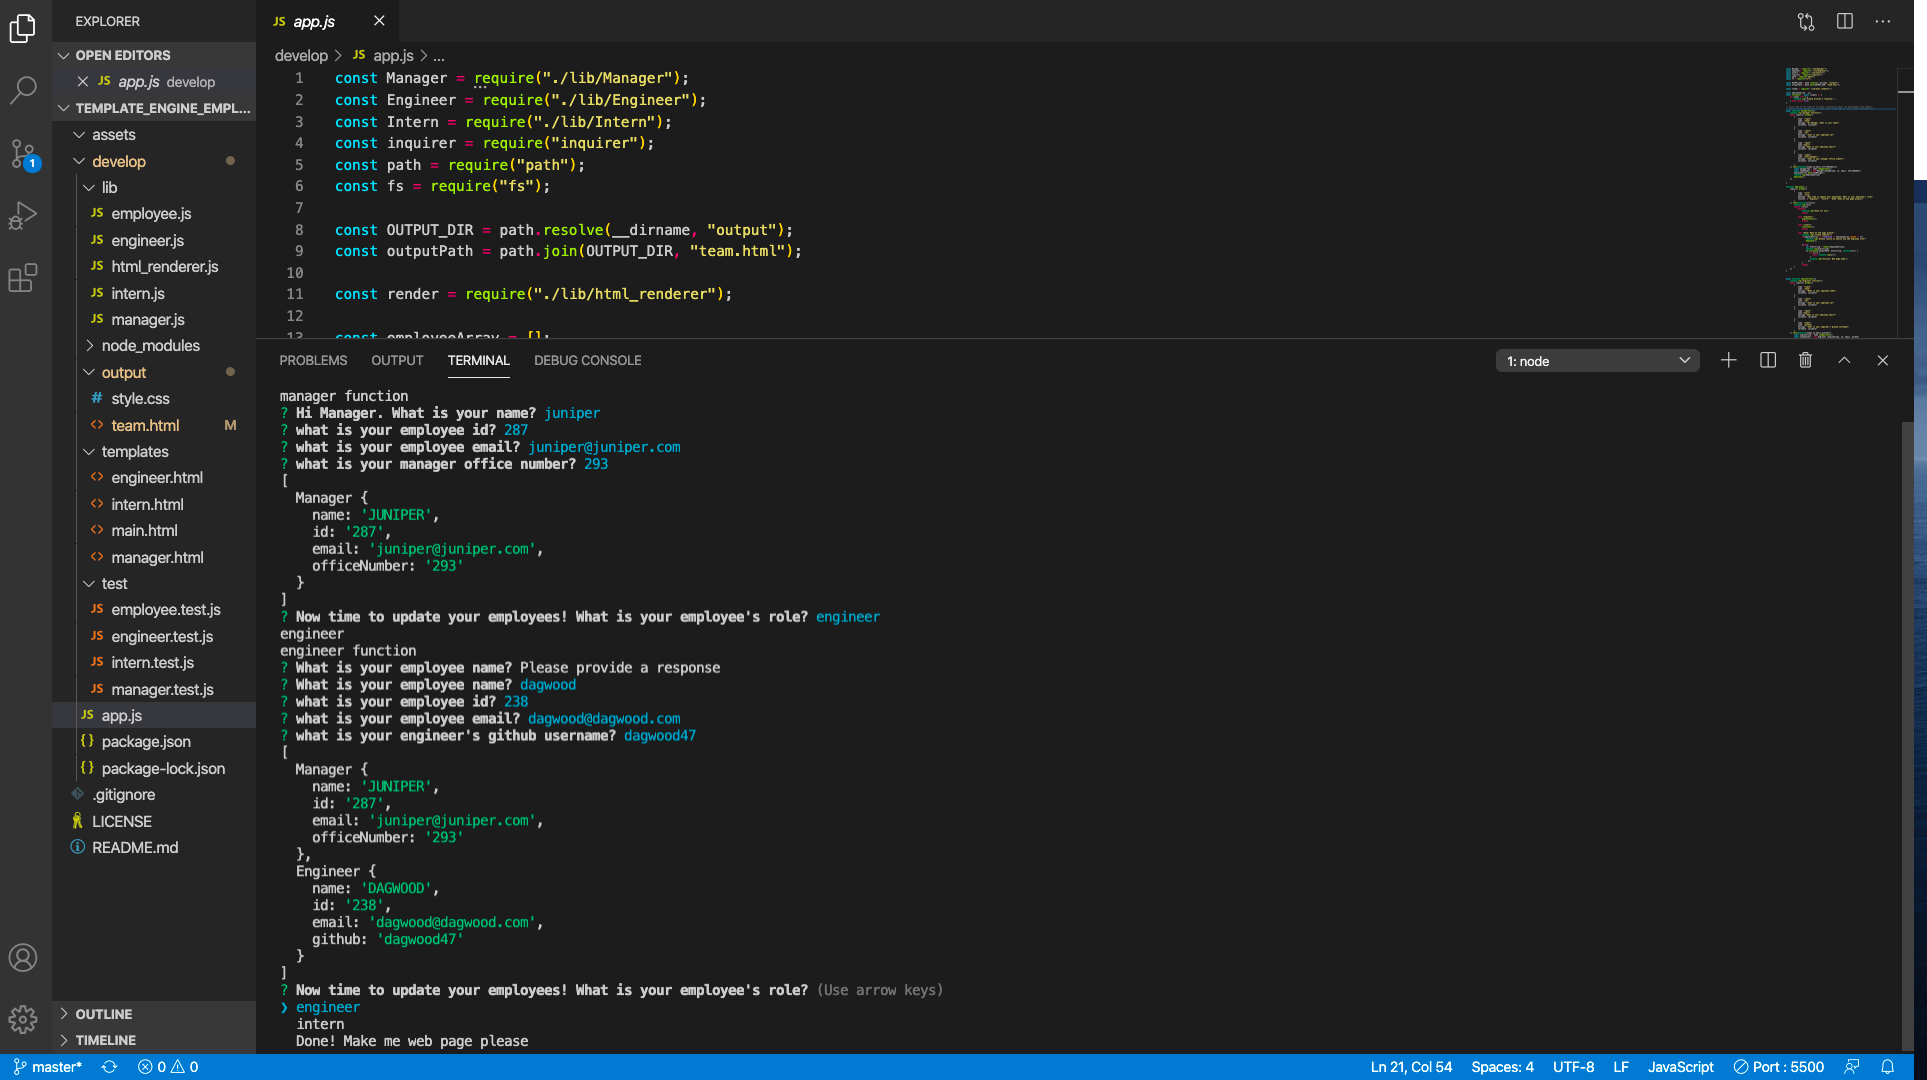 EXPLORER
OPEN EDITORS
JS app.js develop
TEMPLATE_ENGINE_EMPL...
assets
develop
lib
JS employee.js
JS engineer.js
JS html_renderer.js
JS intern.js
JS manager.js
node_modules
output
# style.css
<> team.html M
templates
<> engineer.html
<> intern.html
<> main.html
<> manager.html
test
JS employee.test.js
JS engineer.test.js
JS intern.test.js
JS manager.test.js
JS app.js
{} package.json
{} package-lock.json
.gitignore
LICENSE
README.md
OUTLINE
TIMELINE
1
JS app.js
develop > JS app.js > ...
1 const Manager = require("./lib/Manager");
2 const Engineer = require("./lib/Engineer");
3 const Intern = require("./lib/Intern");
4 const inquirer = require("inquirer");
5 const path = require("path");
6 const fs = require("fs");
7
8 const OUTPUT_DIR = path.resolve(__dirname, "output");
9 const outputPath = path.join(OUTPUT_DIR, "team.html");
10
11 const render = require("./lib/html_renderer");
12
13 const employeeArray = [];
PROBLEMS OUTPUT TERMINAL DEBUG CONSOLE
1: node
manager function
? Hi Manager. What is your name? juniper
? what is your employee id? 287
? what is your employee email? juniper@juniper.com
? what is your manager office number? 293
[
Manager {
name: 'JUNIPER',
id: '287',
email: 'juniper@juniper.com',
officeNumber: '293'
}
]
? Now time to update your employees! What is your employee's role? engineer
engineer
engineer function
? What is your employee name? Please provide a response
? What is your employee name? dagwood
? what is your employee id? 238
? what is your employee email? dagwood@dagwood.com
? what is your engineer's github username? dagwood47
[
Manager {
name: 'JUNIPER',
id: '287',
email: 'juniper@juniper.com',
officeNumber: '293'
},
Engineer {
name: 'DAGWOOD',
id: '238',
email: 'dagwood@dagwood.com',
github: 'dagwood47'
}
]
? Now time to update your employees! What is your employee's role? (Use arrow keys)
❯ engineer
intern
Done! Make me web page please
master* 0 0
Ln 21, Col 54 Spaces: 4 UTF-8 LF JavaScript Port : 5500